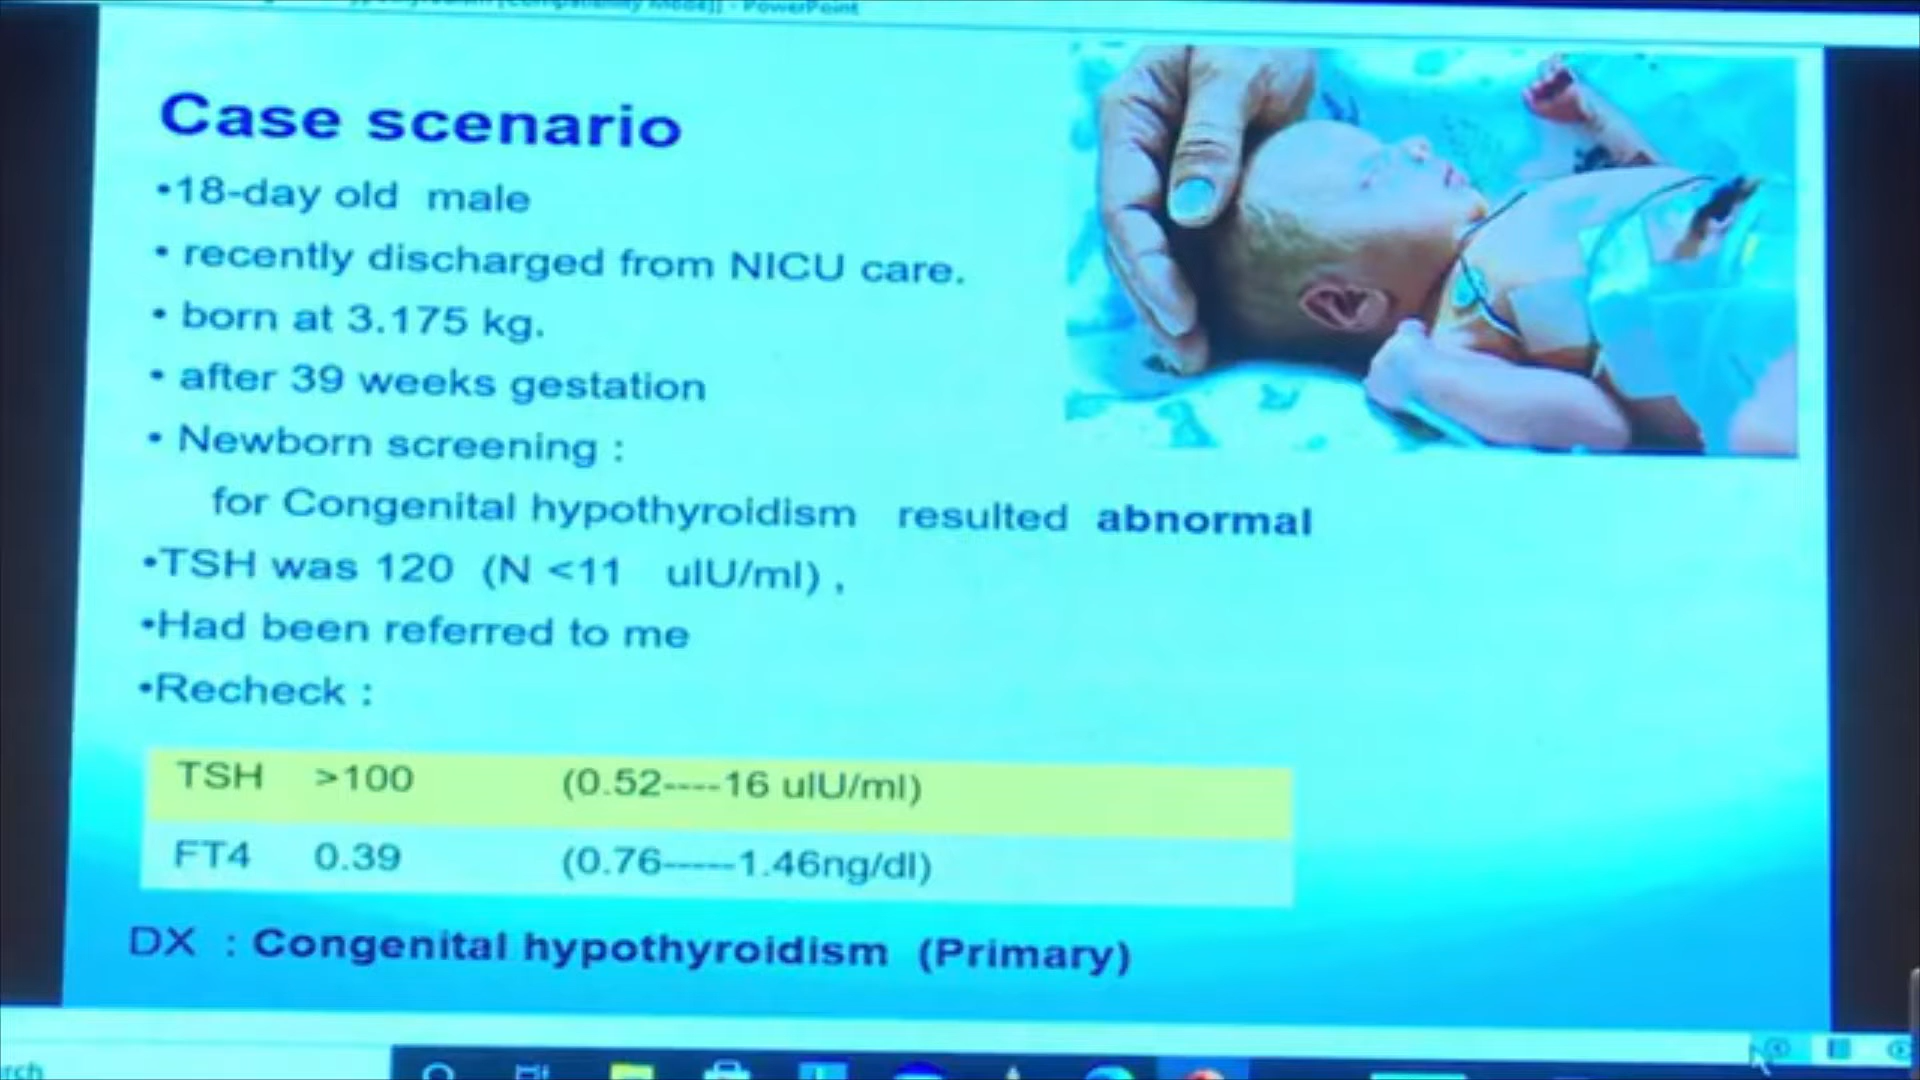 - PowerPoint
Case scenario
•18-day old male
• recently discharged from NICU care.
• born at 3.175 kg.
• after 39 weeks gestation
• Newborn screening :
for Congenital hypothyroidism resulted abnormal
•TSH was 120 (N <11 uIU/ml) ,
•Had been referred to me
•Recheck :
TSH >100 (0.52----16 uIU/ml)
FT4 0.39 (0.76-----1.46ng/dl)
DX : Congenital hypothyroidism (Primary)